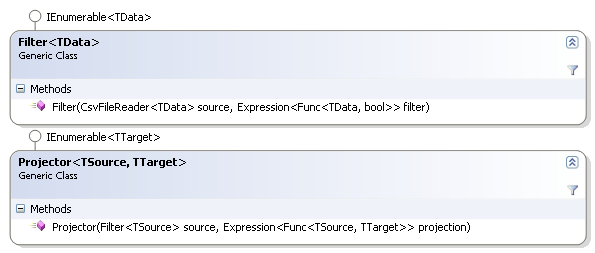 IEnumerable<TData>
Filter<TData>
Generic Class
Methods
Filter(CsvFileReader<TData> source, Expression<Func<TData, bool>> filter)
IEnumerable<TTarget>
Projector<TSource, TTarget>
Generic Class
Methods
Projector(Filter<TSource> source, Expression<Func<TSource, TTarget>> projection)